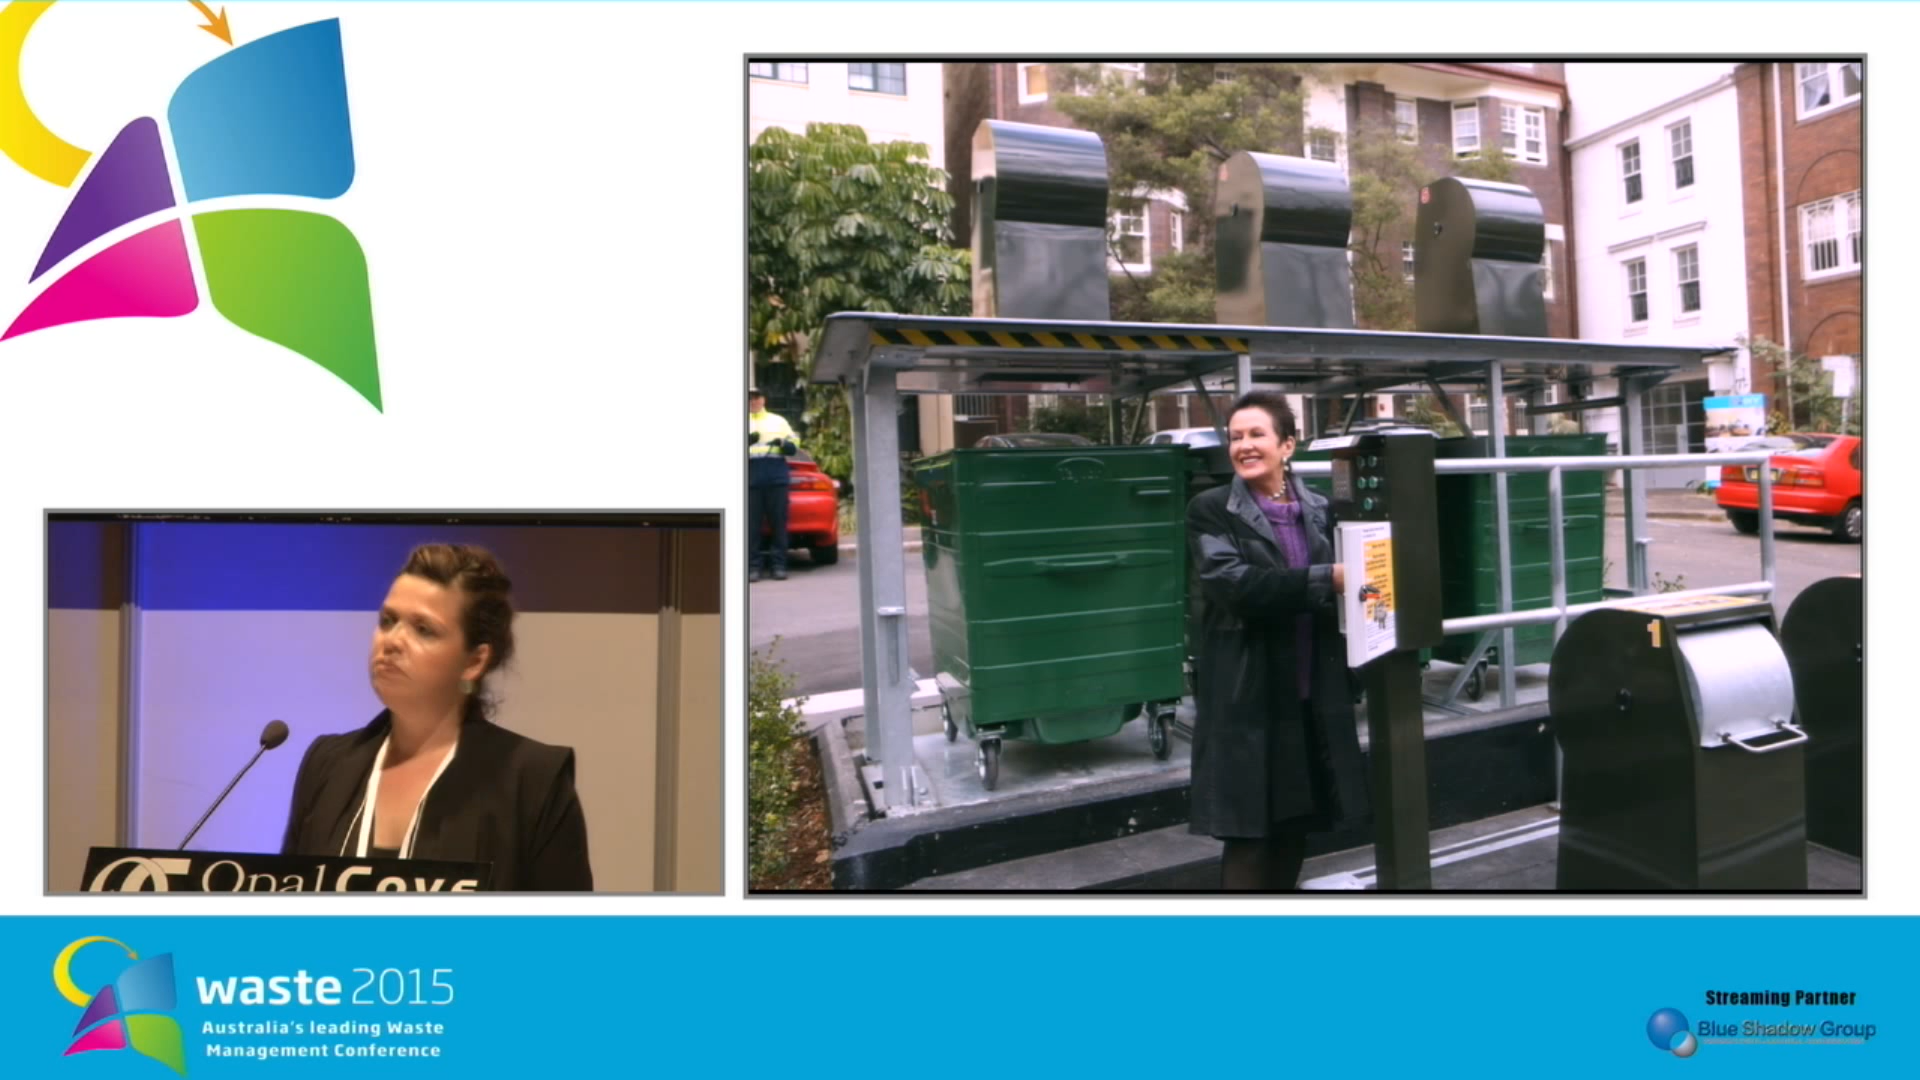 Opal Cove
1
waste 2015
Australia's leading Waste
Management Conference
Streaming Partner
Blue Shadow Group